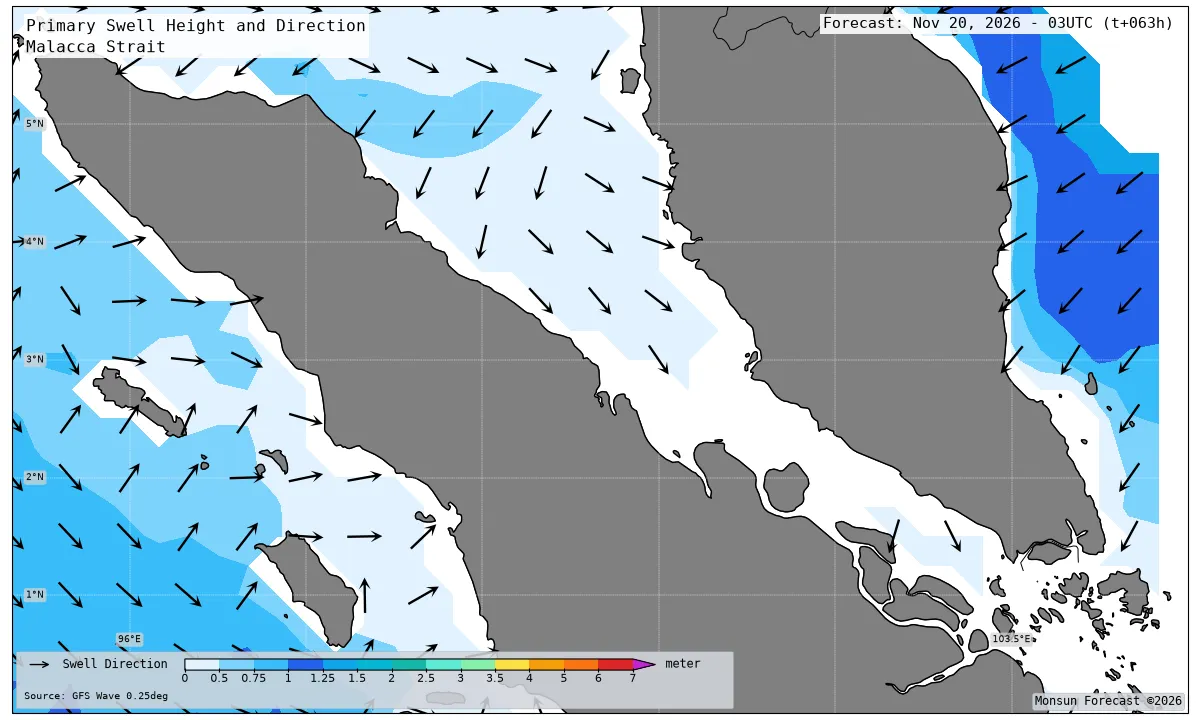 Primary Swell Height and Direction
Malacca Strait
Forecast: Nov 20, 2026 - 03UTC (t+063h)
5°N
4°N
3°N
2°N
1°N
96°E
103.5°E
Swell Direction
0 0.5 0.75 1 1.25 1.5 2 2.5 3 3.5 4 5 6 7
meter
Source: GFS Wave 0.25deg
Monsun Forecast ©2026